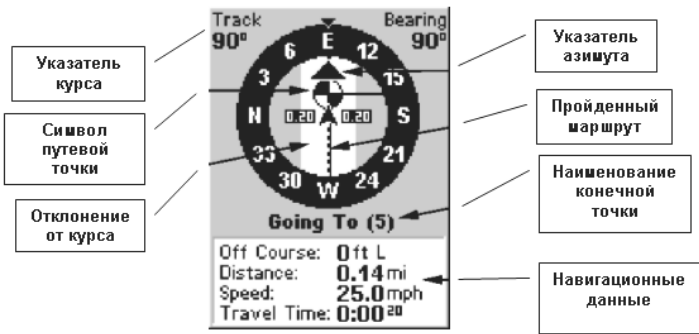 Track
90°
Bearing
90°
Указатель
курса
Символ
путевой
точки
Отклонение
от курса
E
6
12
3
15
N
S
0.20
0.20
33
21
30
24
W
Going To (5)
Off Course: 0 ft L
Distance: 0.14 mi
Speed: 25.0 mph
Travel Time: 0:00 20
Указатель
азимута
Пройденный
маршрут
Наименование
конечной
точки
Навигационные
данные